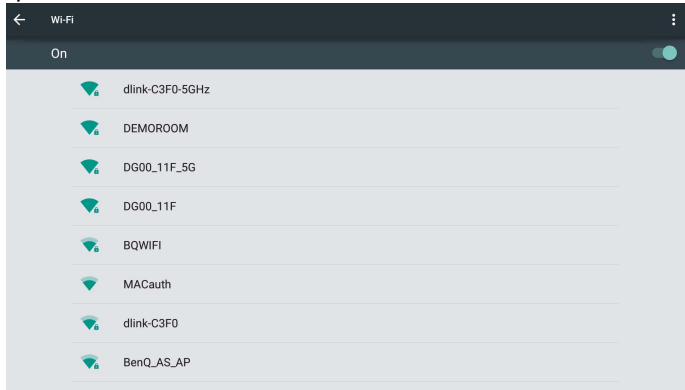 Wi-Fi
On
dlink-C3F0-5GHz
DEMOROOM
DG00_11F_5G
DG00_11F
BQWIFI
MACauth
dlink-C3F0
BenQ_AS_AP